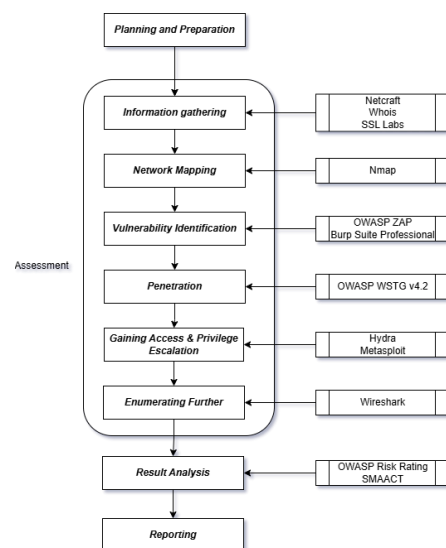 Planning and Preparation
Information gathering
Netcraft
Whois
SSL Labs
Network Mapping
Nmap
Vulnerability Identification
OWASP ZAP
Burp Suite Professional
Assessment
Penetration
OWASP WSTG v4.2
Gaining Access & Privilege
Escalation
Hydra
Metasploit
Enumerating Further
Wireshark
Result Analysis
OWASP Risk Rating
SMAACT
Reporting